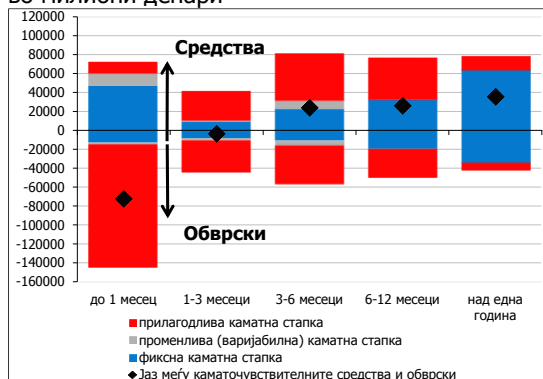 во милиони денари
120000
100000
80000
60000
40000
20000
0
-20000
-40000
-60000
-80000
-100000
-120000
-140000
-160000
Средства
Обврски
до 1 месец 1-3 месеци 3-6 месеци 6-12 месеци над една
година
прилагодлива каматна стапка
променлива (варијабилна) каматна стапка
фиксна каматна стапка
Јаз меѓу каматочувствителните средства и обврски